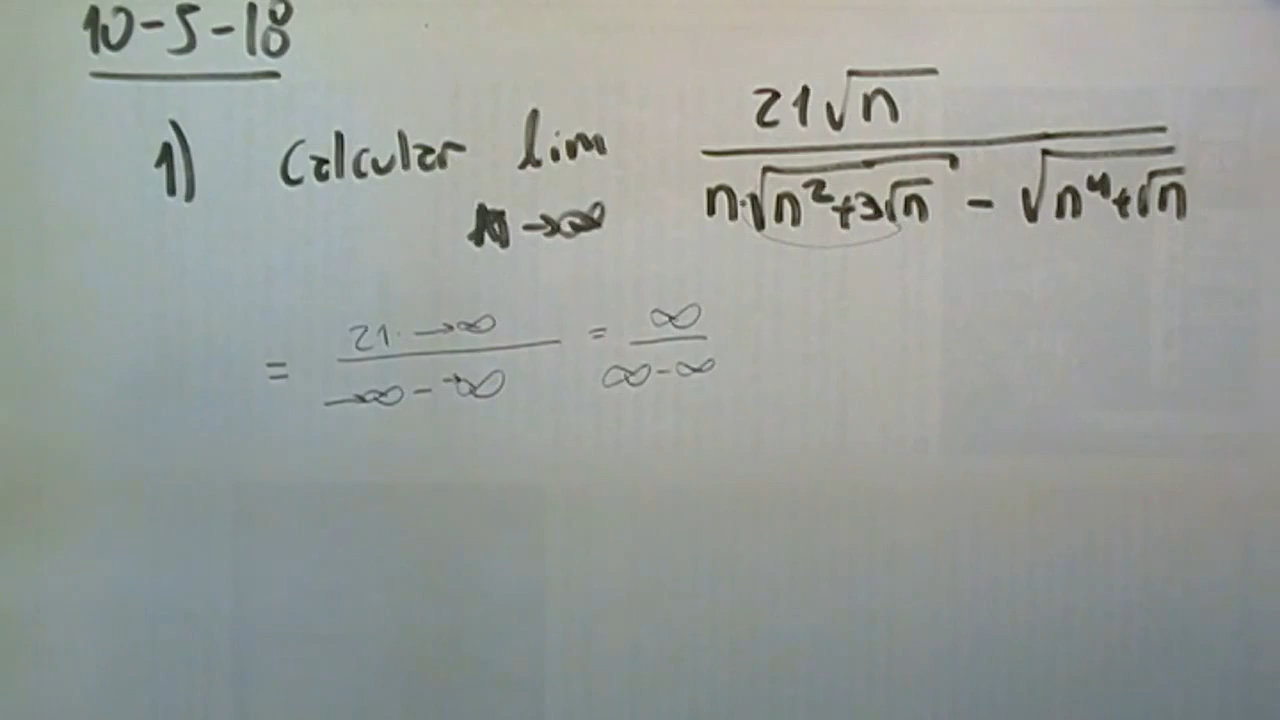 10-5-18
1) Calcular lim n→∞ 21√n / (n·√(n²+3√n) - √(n⁴+√n))
= 21·→∞ / (→∞ - →∞) = ∞ / (∞-∞)